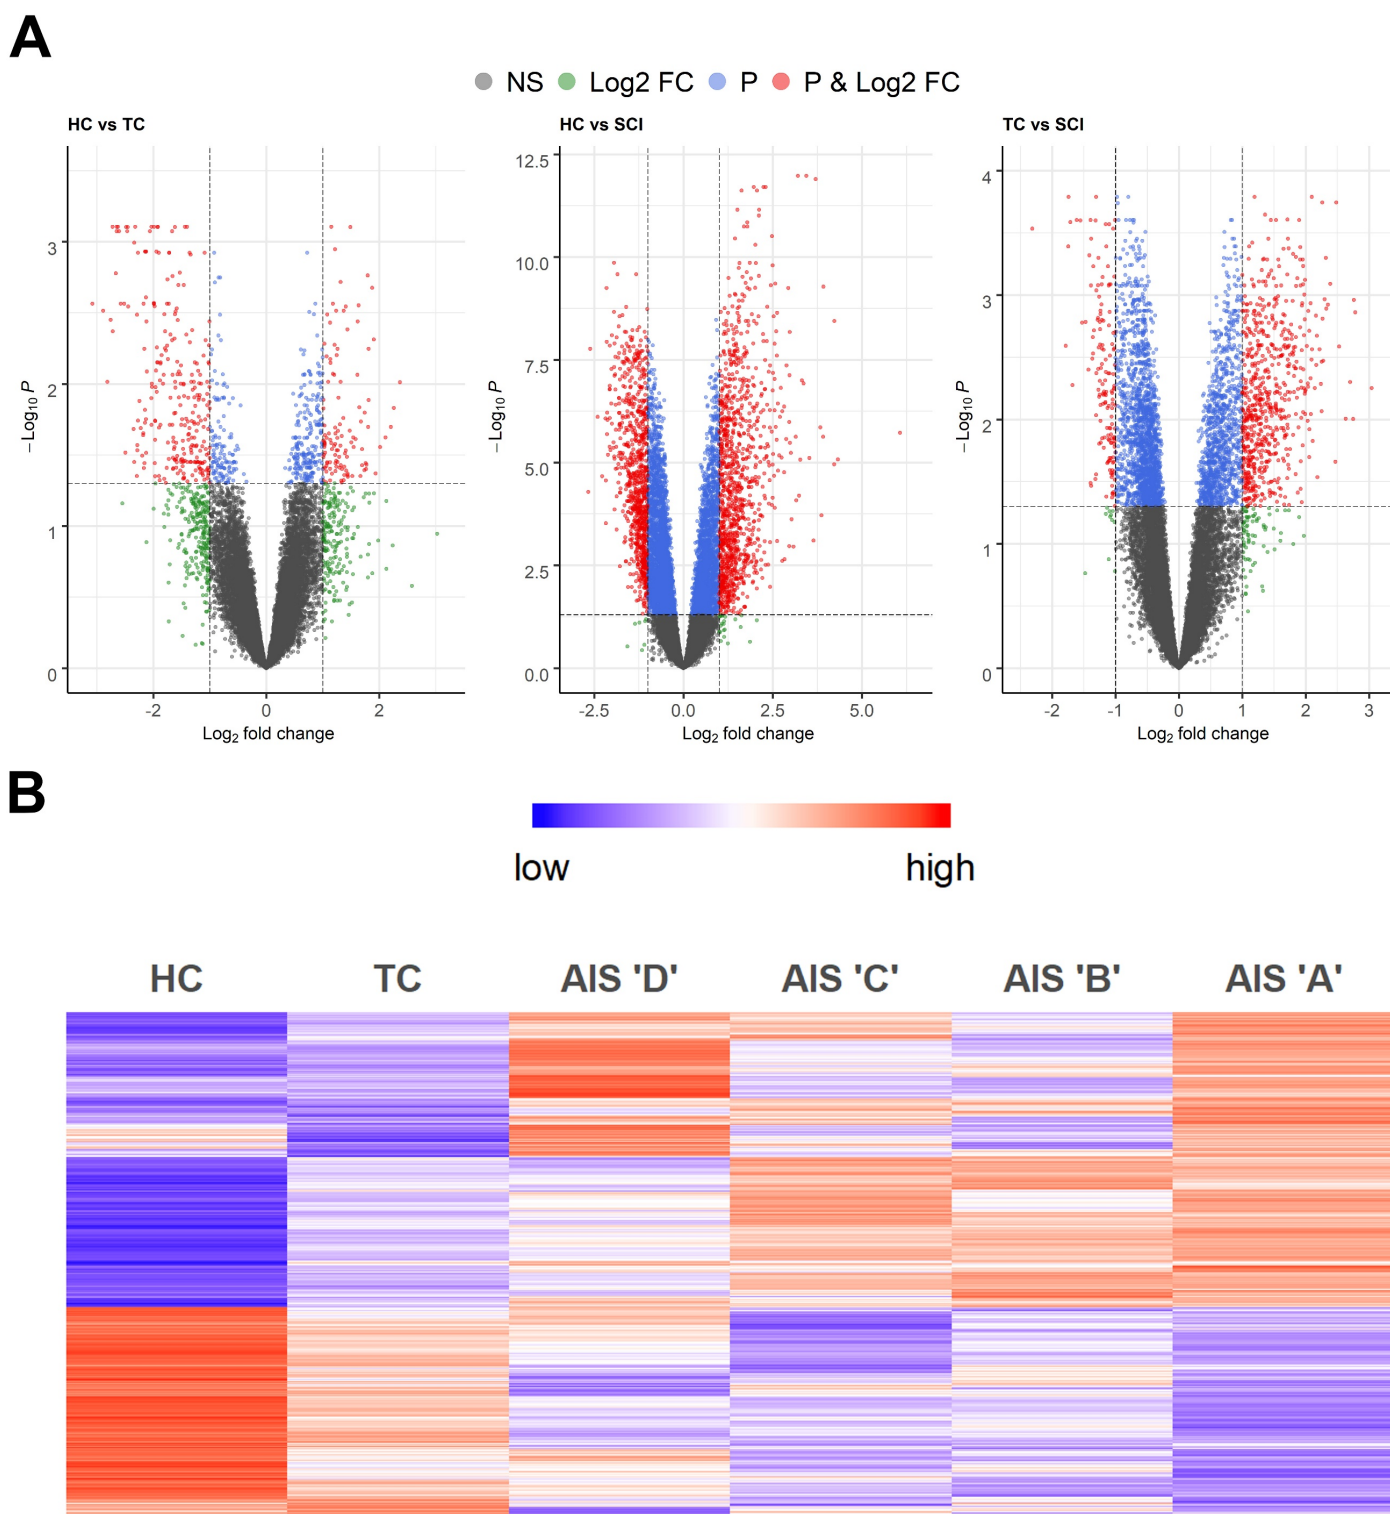 A
NS Log2 FC P P & Log2 FC
HC vs TC
HC vs SCI
TC vs SCI
−Log10 P
3
2
1
0
-2 0 2
Log2 fold change
−Log10 P
12.5
10.0
7.5
5.0
2.5
0.0
-2.5 0.0 2.5 5.0
Log2 fold change
−Log10 P
4
3
2
1
0
-2 -1 0 1 2 3
Log2 fold change
B
low high
HC TC AIS 'D' AIS 'C' AIS 'B' AIS 'A'